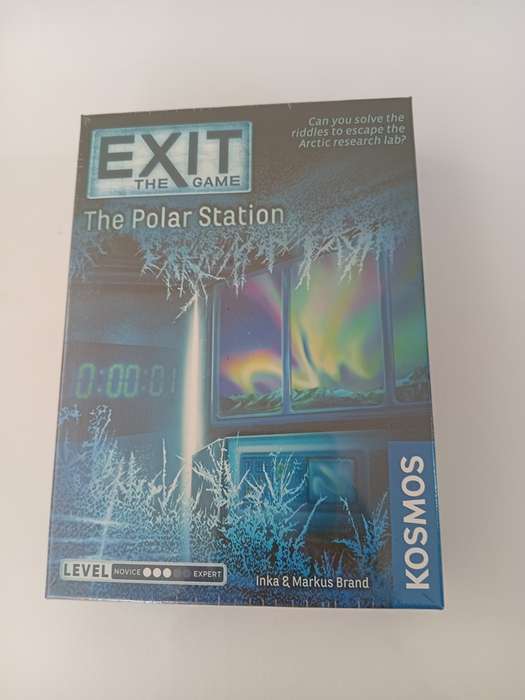 EXIT
THE GAME
Can you solve the
riddles to escape the
Arctic research lab?
The Polar Station
0:00:01
KOSMOS
LEVEL NOVICE EXPERT
Inka & Markus Brand